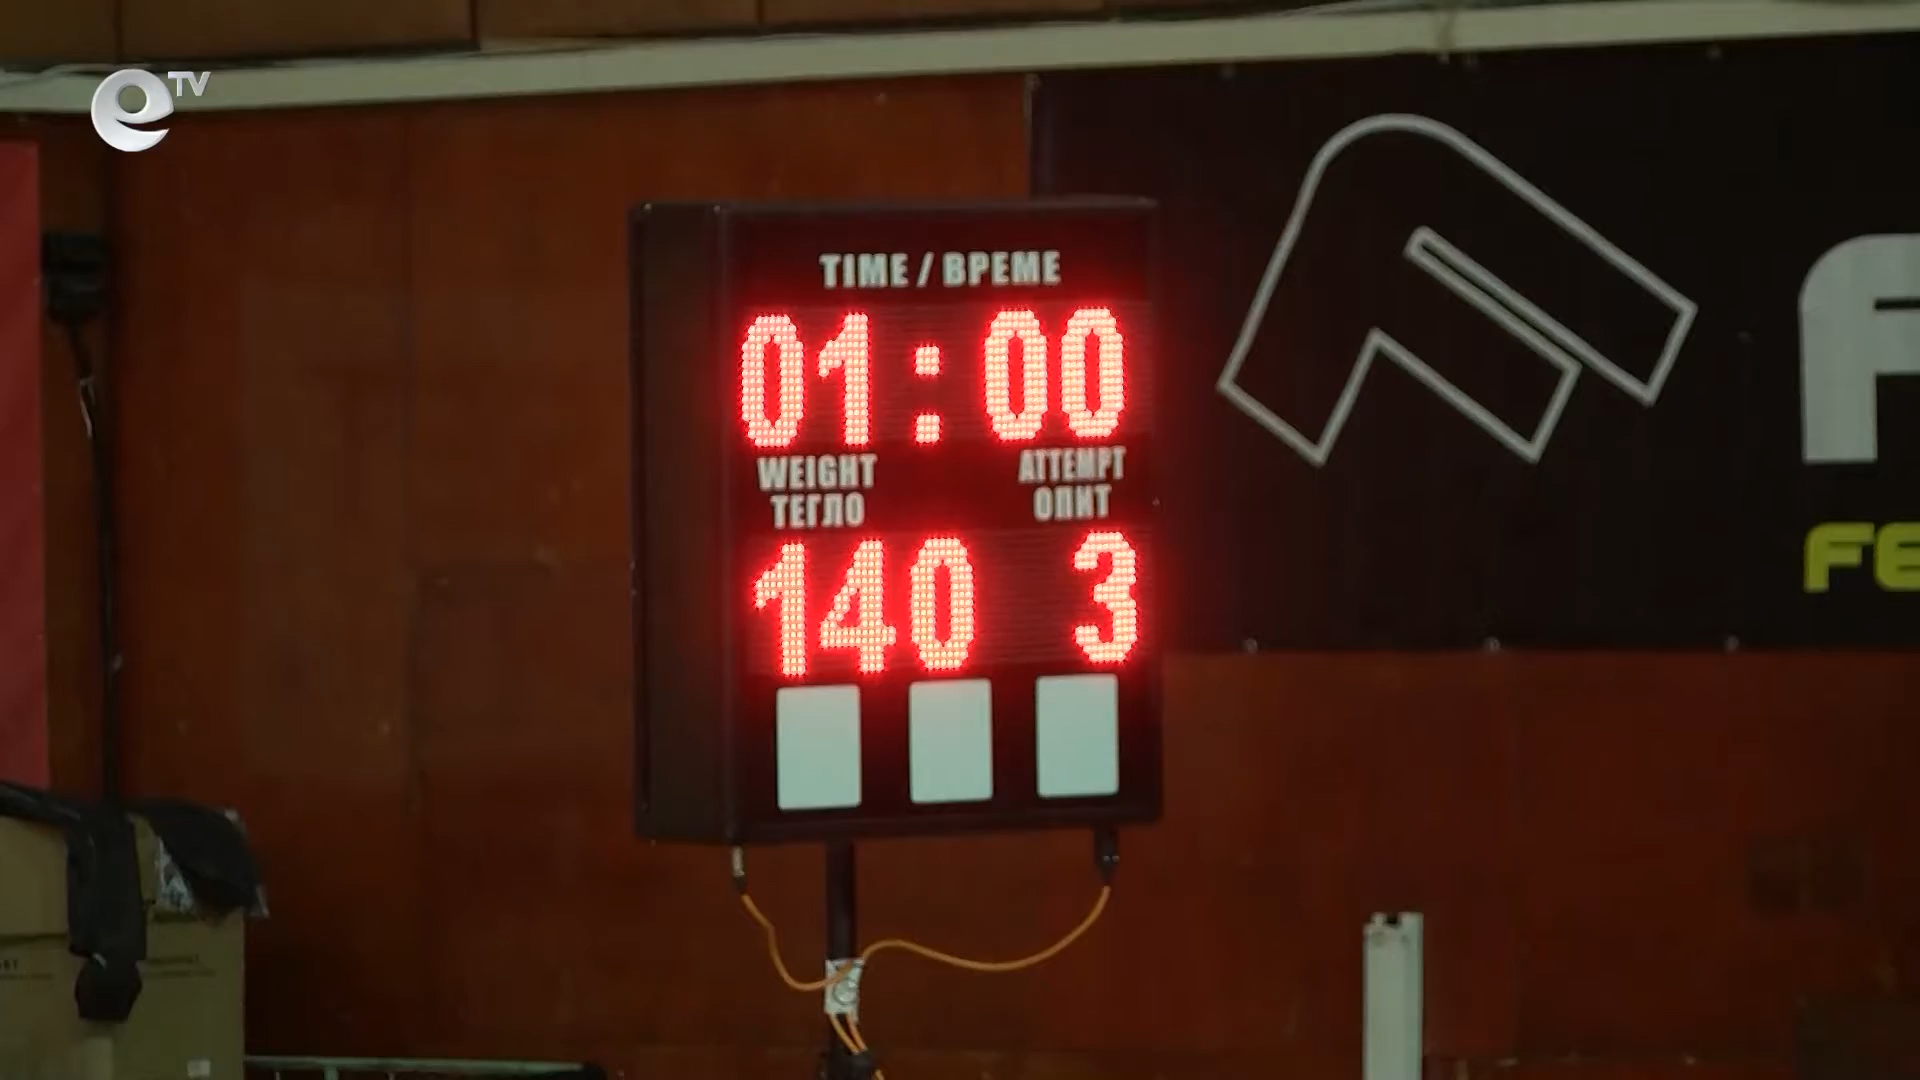 eTV
TIME / ВРЕМЕ
01:00
WEIGHT
ТЕГЛО
ATTEMPT
ОПИТ
140
3